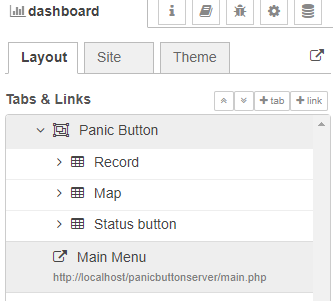 dashboard
Layout Site Theme
Tabs & Links +tab +link
Panic Button
Record
Map
Status button
Main Menu
http://localhost/panicbuttonserver/main.php